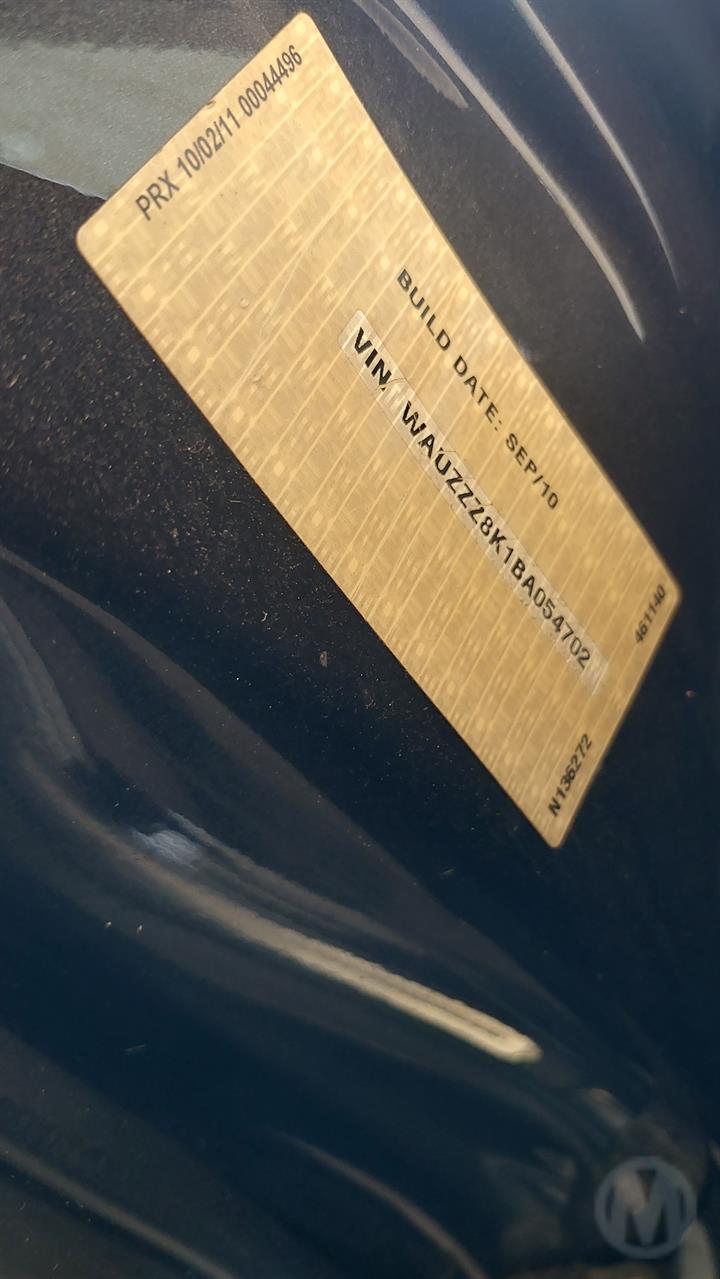 PRX 10/02/11 00044496
BUILD DATE: SEP/10
VIN WAUZZZ8K1BA054702
461140
N136272
M